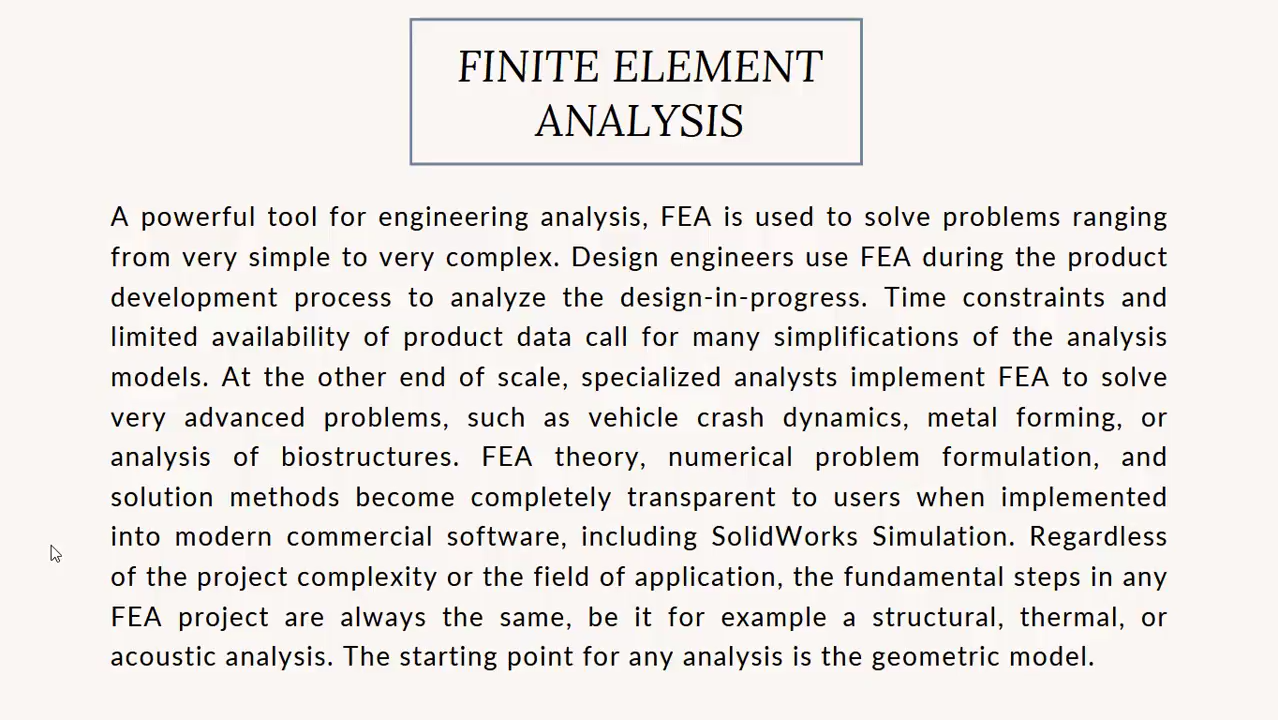 FINITE ELEMENT
ANALYSIS
A powerful tool for engineering analysis, FEA is used to solve problems ranging
from very simple to very complex. Design engineers use FEA during the product
development process to analyze the design-in-progress. Time constraints and
limited availability of product data call for many simplifications of the analysis
models. At the other end of scale, specialized analysts implement FEA to solve
very advanced problems, such as vehicle crash dynamics, metal forming, or
analysis of biostructures. FEA theory, numerical problem formulation, and
solution methods become completely transparent to users when implemented
into modern commercial software, including SolidWorks Simulation. Regardless
of the project complexity or the field of application, the fundamental steps in any
FEA project are always the same, be it for example a structural, thermal, or
acoustic analysis. The starting point for any analysis is the geometric model.